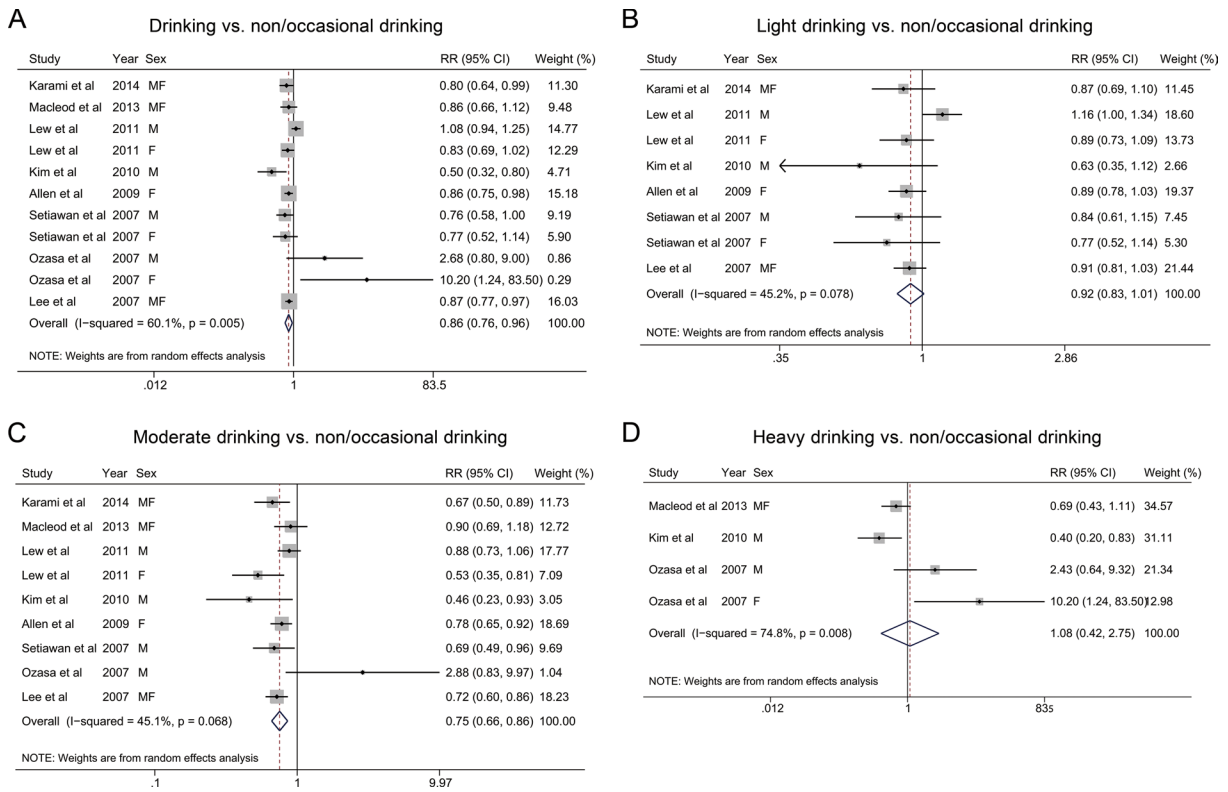 A
Drinking vs. non/occasional drinking
Study Year Sex RR (95% CI) Weight (%)
Karami et al 2014 MF 0.80 (0.64, 0.99) 11.30
Macleod et al 2013 MF 0.86 (0.66, 1.12) 9.48
Lew et al 2011 M 1.08 (0.94, 1.25) 14.77
Lew et al 2011 F 0.83 (0.69, 1.02) 12.29
Kim et al 2010 M 0.50 (0.32, 0.80) 4.71
Allen et al 2009 F 0.86 (0.75, 0.98) 15.18
Setiawan et al 2007 M 0.76 (0.58, 1.00 9.19
Setiawan et al 2007 F 0.77 (0.52, 1.14) 5.90
Ozasa et al 2007 M 2.68 (0.80, 9.00) 0.86
Ozasa et al 2007 F 10.20 (1.24, 83.50) 0.29
Lee et al 2007 MF 0.87 (0.77, 0.97) 16.03
Overall (I−squared = 60.1%, p = 0.005) 0.86 (0.76, 0.96) 100.00
NOTE: Weights are from random effects analysis
.012 1 83.5
B
Light drinking vs. non/occasional drinking
Study Year Sex RR (95% CI) Weight (%)
Karami et al 2014 MF 0.87 (0.69, 1.10) 11.45
Lew et al 2011 M 1.16 (1.00, 1.34) 18.60
Lew et al 2011 F 0.89 (0.73, 1.09) 13.73
Kim et al 2010 M 0.63 (0.35, 1.12) 2.66
Allen et al 2009 F 0.89 (0.78, 1.03) 19.37
Setiawan et al 2007 M 0.84 (0.61, 1.15) 7.45
Setiawan et al 2007 F 0.77 (0.52, 1.14) 5.30
Lee et al 2007 MF 0.91 (0.81, 1.03) 21.44
Overall (I−squared = 45.2%, p = 0.078) 0.92 (0.83, 1.01) 100.00
NOTE: Weights are from random effects analysis
.35 1 2.86
C
Moderate drinking vs. non/occasional drinking
Study Year Sex RR (95% CI) Weight (%)
Karami et al 2014 MF 0.67 (0.50, 0.89) 11.73
Macleod et al 2013 MF 0.90 (0.69, 1.18) 12.72
Lew et al 2011 M 0.88 (0.73, 1.06) 17.77
Lew et al 2011 F 0.53 (0.35, 0.81) 7.09
Kim et al 2010 M 0.46 (0.23, 0.93) 3.05
Allen et al 2009 F 0.78 (0.65, 0.92) 18.69
Setiawan et al 2007 M 0.69 (0.49, 0.96) 9.69
Ozasa et al 2007 M 2.88 (0.83, 9.97) 1.04
Lee et al 2007 MF 0.72 (0.60, 0.86) 18.23
Overall (I−squared = 45.1%, p = 0.068) 0.75 (0.66, 0.86) 100.00
NOTE: Weights are from random effects analysis
.1 1 9.97
D
Heavy drinking vs. non/occasional drinking
Study Year Sex RR (95% CI) Weight (%)
Macleod et al 2013 MF 0.69 (0.43, 1.11) 34.57
Kim et al 2010 M 0.40 (0.20, 0.83) 31.11
Ozasa et al 2007 M 2.43 (0.64, 9.32) 21.34
Ozasa et al 2007 F 10.20 (1.24, 83.50) 12.98
Overall (I−squared = 74.8%, p = 0.008) 1.08 (0.42, 2.75) 100.00
NOTE: Weights are from random effects analysis
.012 1 835